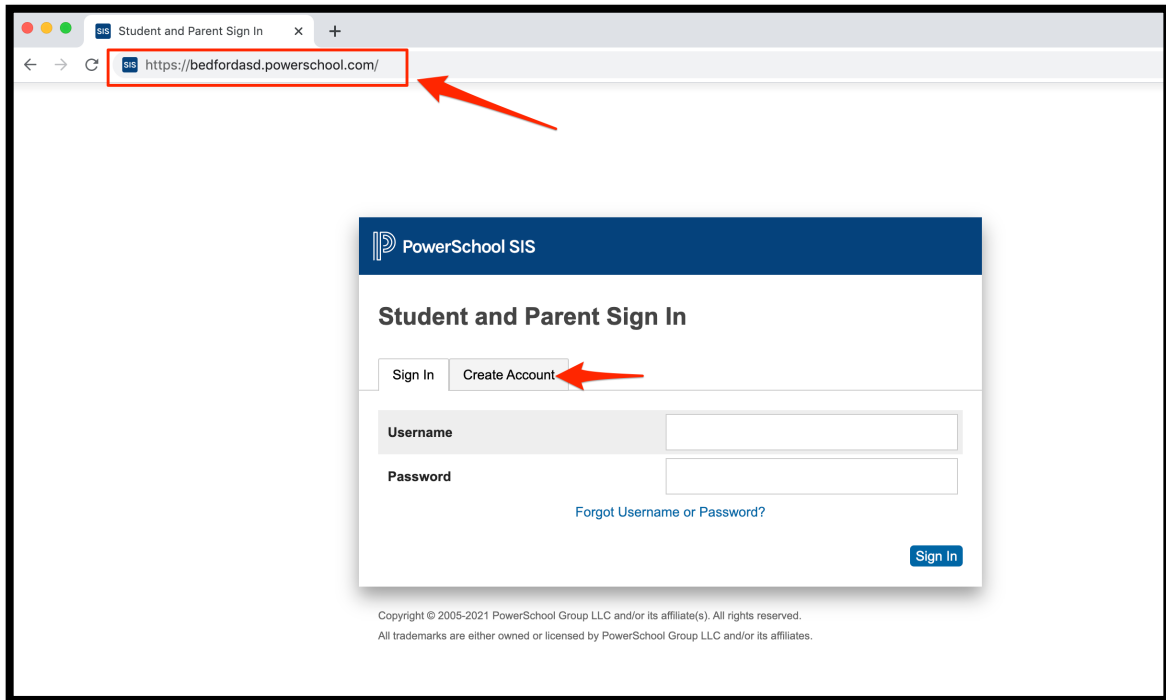 SIS Student and Parent Sign In
SIS https://bedfordasd.powerschool.com/
PowerSchool SIS
Student and Parent Sign In
Sign In Create Account
Username
Password
Forgot Username or Password?
Sign In
Copyright © 2005-2021 PowerSchool Group LLC and/or its affiliate(s). All rights reserved.
All trademarks are either owned or licensed by PowerSchool Group LLC and/or its affiliates.